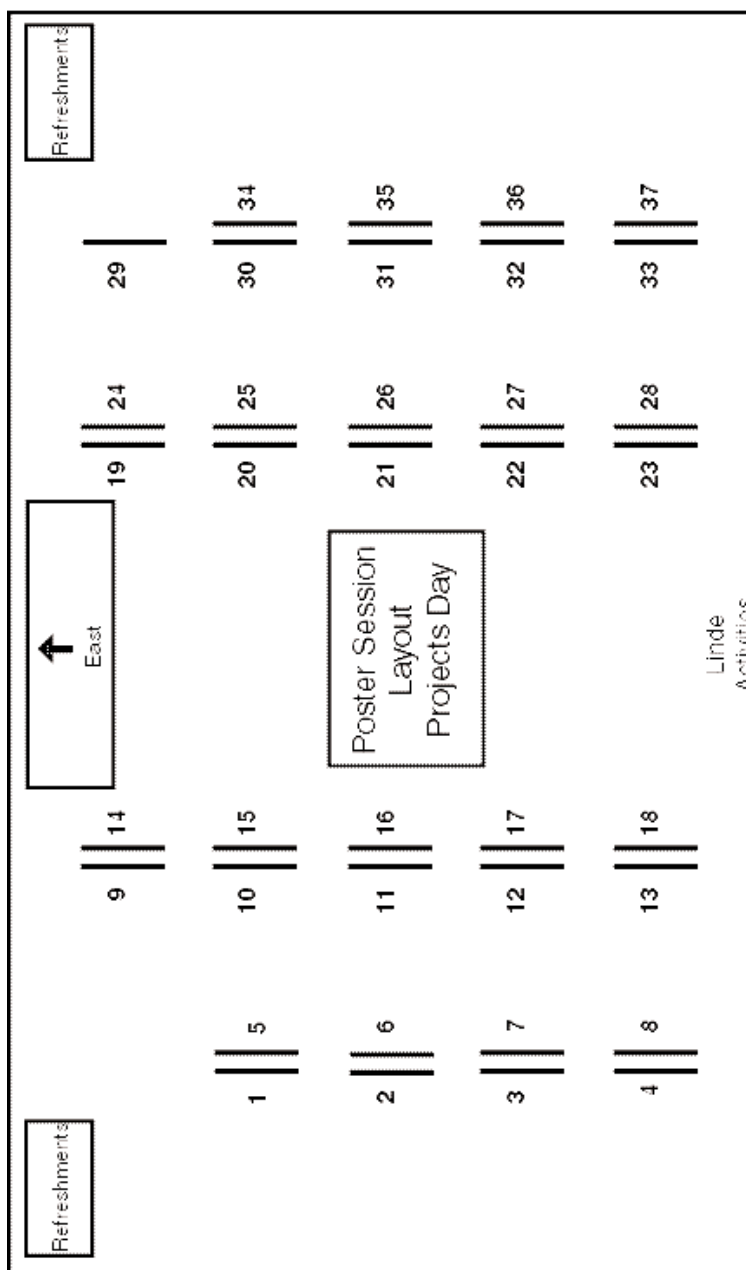 Refreshments Refreshments
East
9 14 19 24 29
1 5 10 15 20 25 30 34
Poster Session
Layout
Projects Day
2 6 11 16 21 26 31 35
3 7 12 17 22 27 32 36
4 8 13 18 23 28 33 37
Linde
Activities